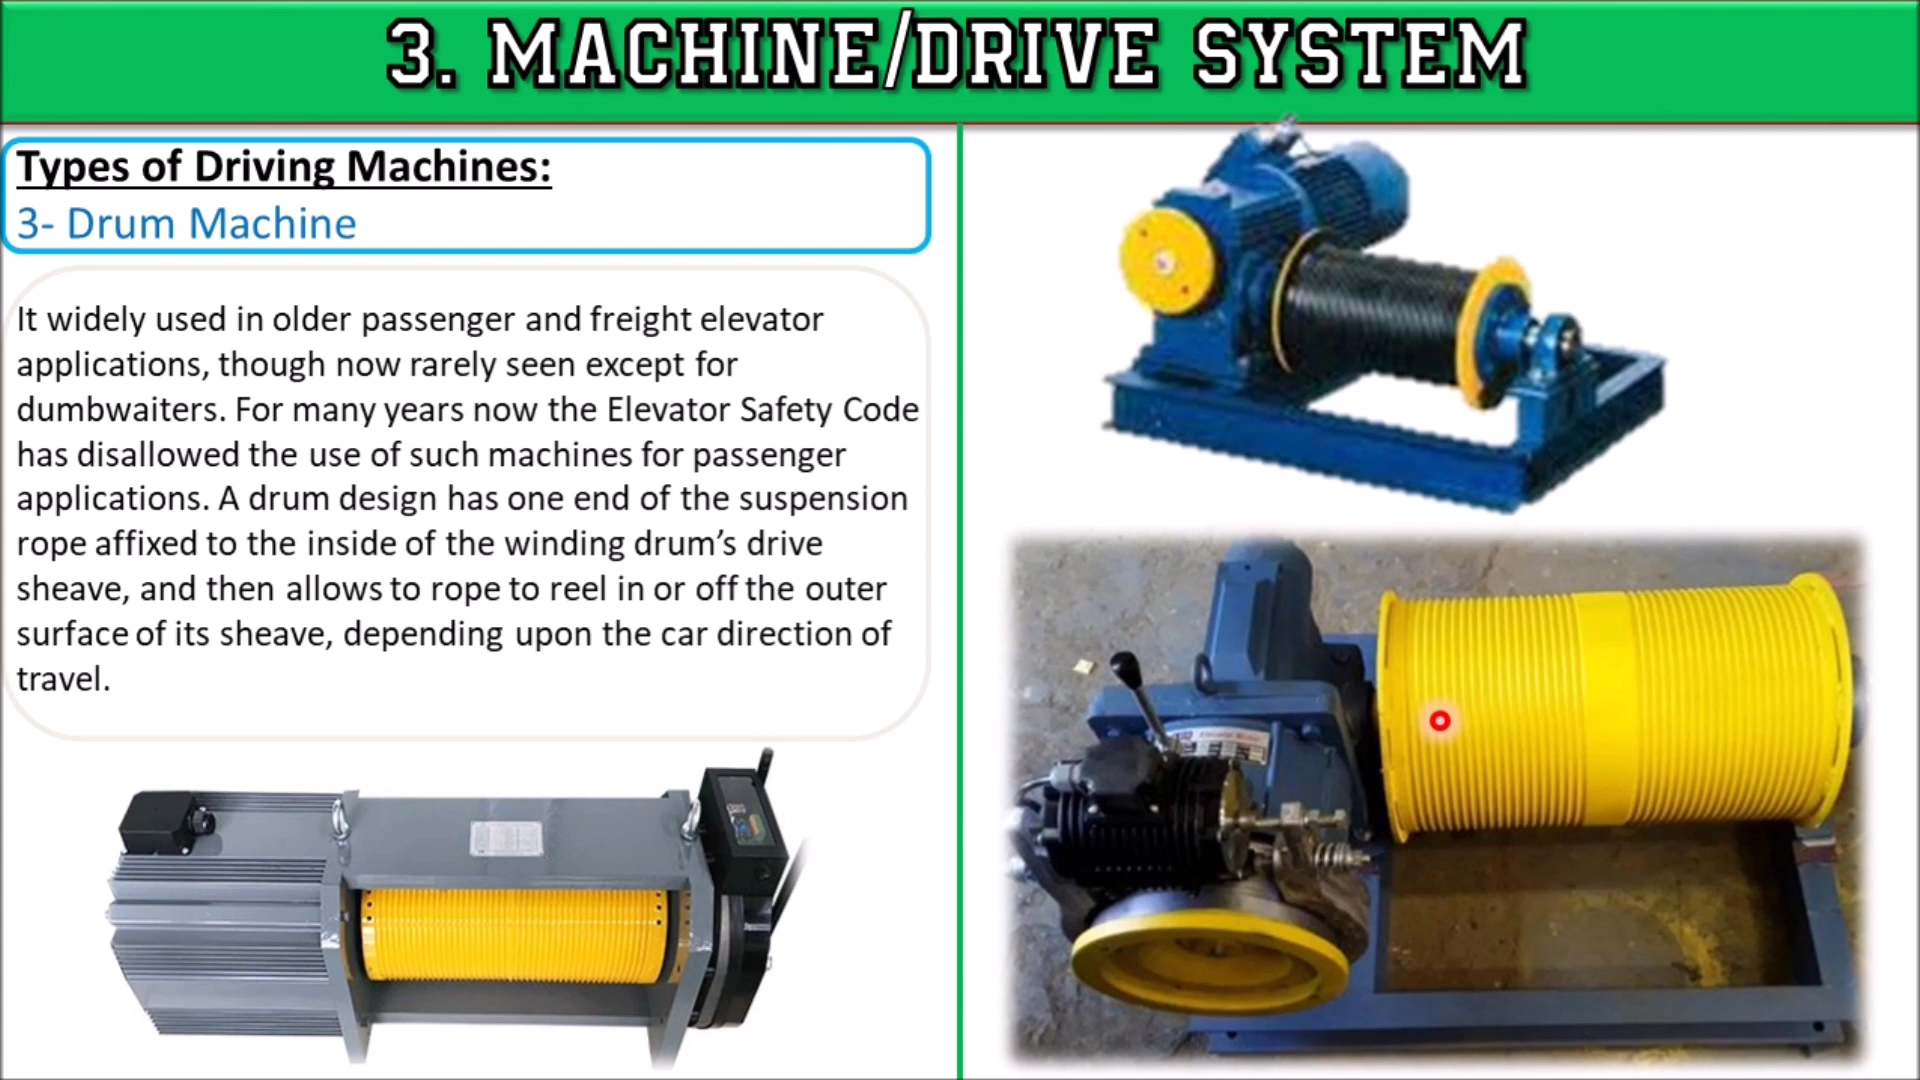 3. MACHINE/DRIVE SYSTEM
Types of Driving Machines:
3- Drum Machine
It widely used in older passenger and freight elevator
applications, though now rarely seen except for
dumbwaiters. For many years now the Elevator Safety Code
has disallowed the use of such machines for passenger
applications. A drum design has one end of the suspension
rope affixed to the inside of the winding drum’s drive
sheave, and then allows to rope to reel in or off the outer
surface of its sheave, depending upon the car direction of
travel.